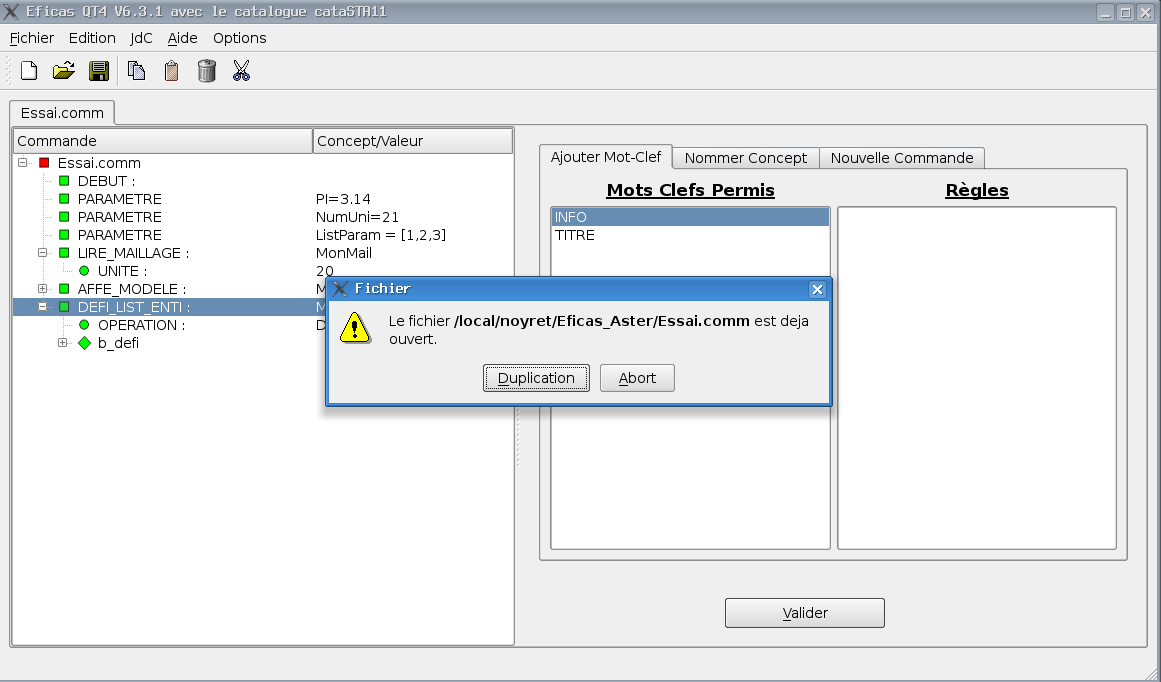 Eficas QT4 V6.3.1 avec le catalogue cataSTA11
Fichier Edition JdC Aide Options
Essai.comm
Commande Concept/Valeur
Essai.comm
DEBUT :
PARAMETRE PI=3.14
PARAMETRE NumUni=21
PARAMETRE ListParam = [1,2,3]
LIRE_MAILLAGE : MonMail
UNITE : 20
AFFE_MODELE :
DEFI_LIST_ENTI :
OPERATION :
b_defi
Ajouter Mot-Clef Nommer Concept Nouvelle Commande
Mots Clefs Permis Règles
INFO
TITRE
Fichier
Le fichier /local/noyret/Eficas_Aster/Essai.comm est deja
ouvert.
Duplication Abort
Valider